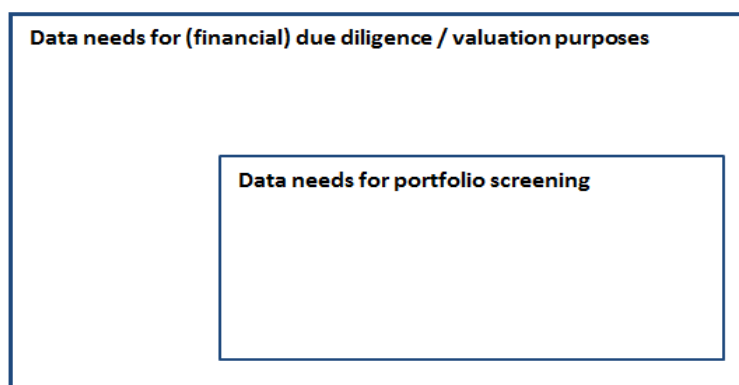 Data needs for (financial) due diligence / valuation purposes
Data needs for portfolio screening